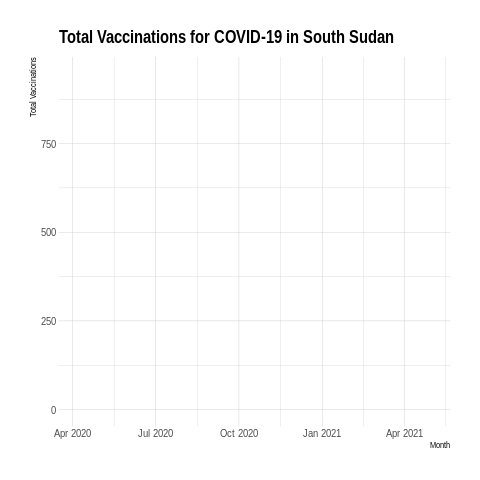 Total Vaccinations for COVID-19 in South Sudan
Total Vaccinations
750
500
250
0
Apr 2020 Jul 2020 Oct 2020 Jan 2021 Apr 2021
Month